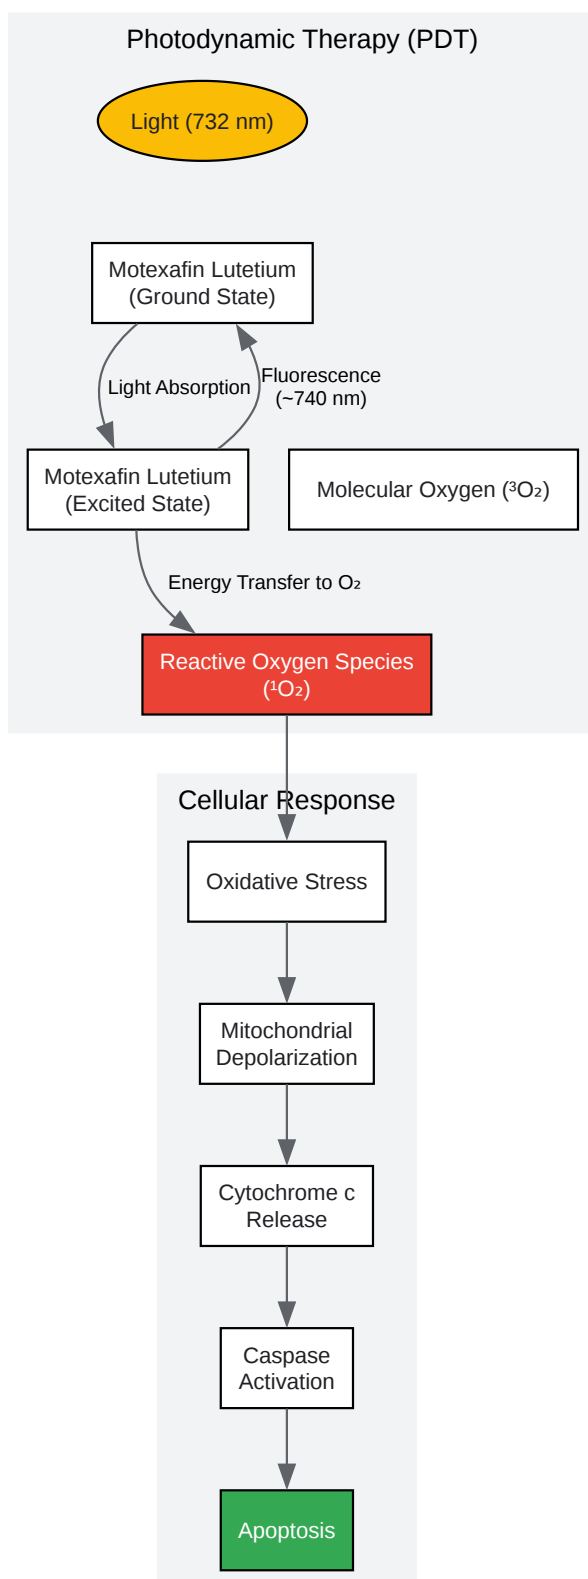 Photodynamic Therapy (PDT)
Light (732 nm)
Motexafin Lutetium
(Ground State)
Light Absorption
Fluorescence
(~740 nm)
Motexafin Lutetium
(Excited State)
Molecular Oxygen (³O₂)
Energy Transfer to O₂
Reactive Oxygen Species
(¹O₂)
Cellular Response
Oxidative Stress
Mitochondrial
Depolarization
Cytochrome c
Release
Caspase
Activation
Apoptosis